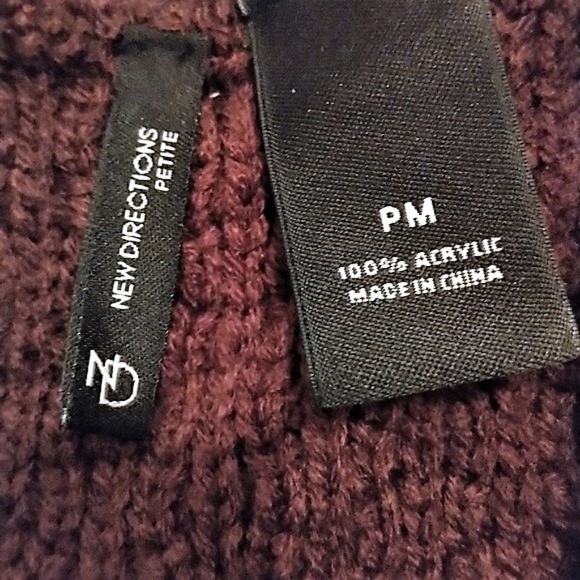 NEW DIRECTIONS
PETITE
ND
PM
100% ACRYLIC
MADE IN CHINA